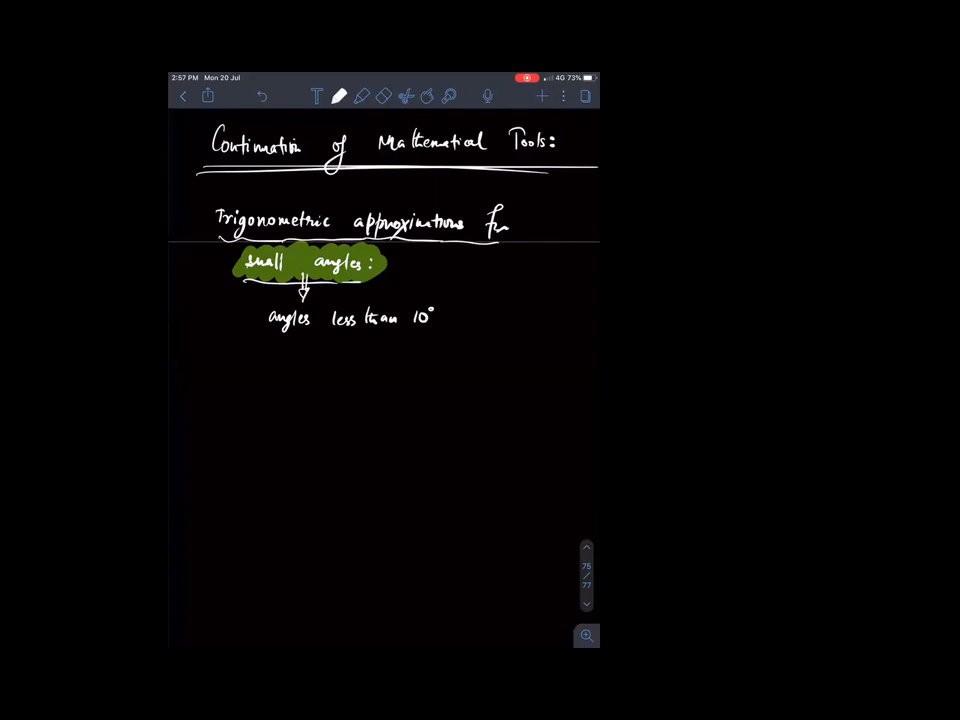 2:57 PM Mon 20 Jul 4G 73%
T
Continuation of Mathematical Tools:
Trigonometric approximations for
small angles:
angles less than 10°
75
/
77